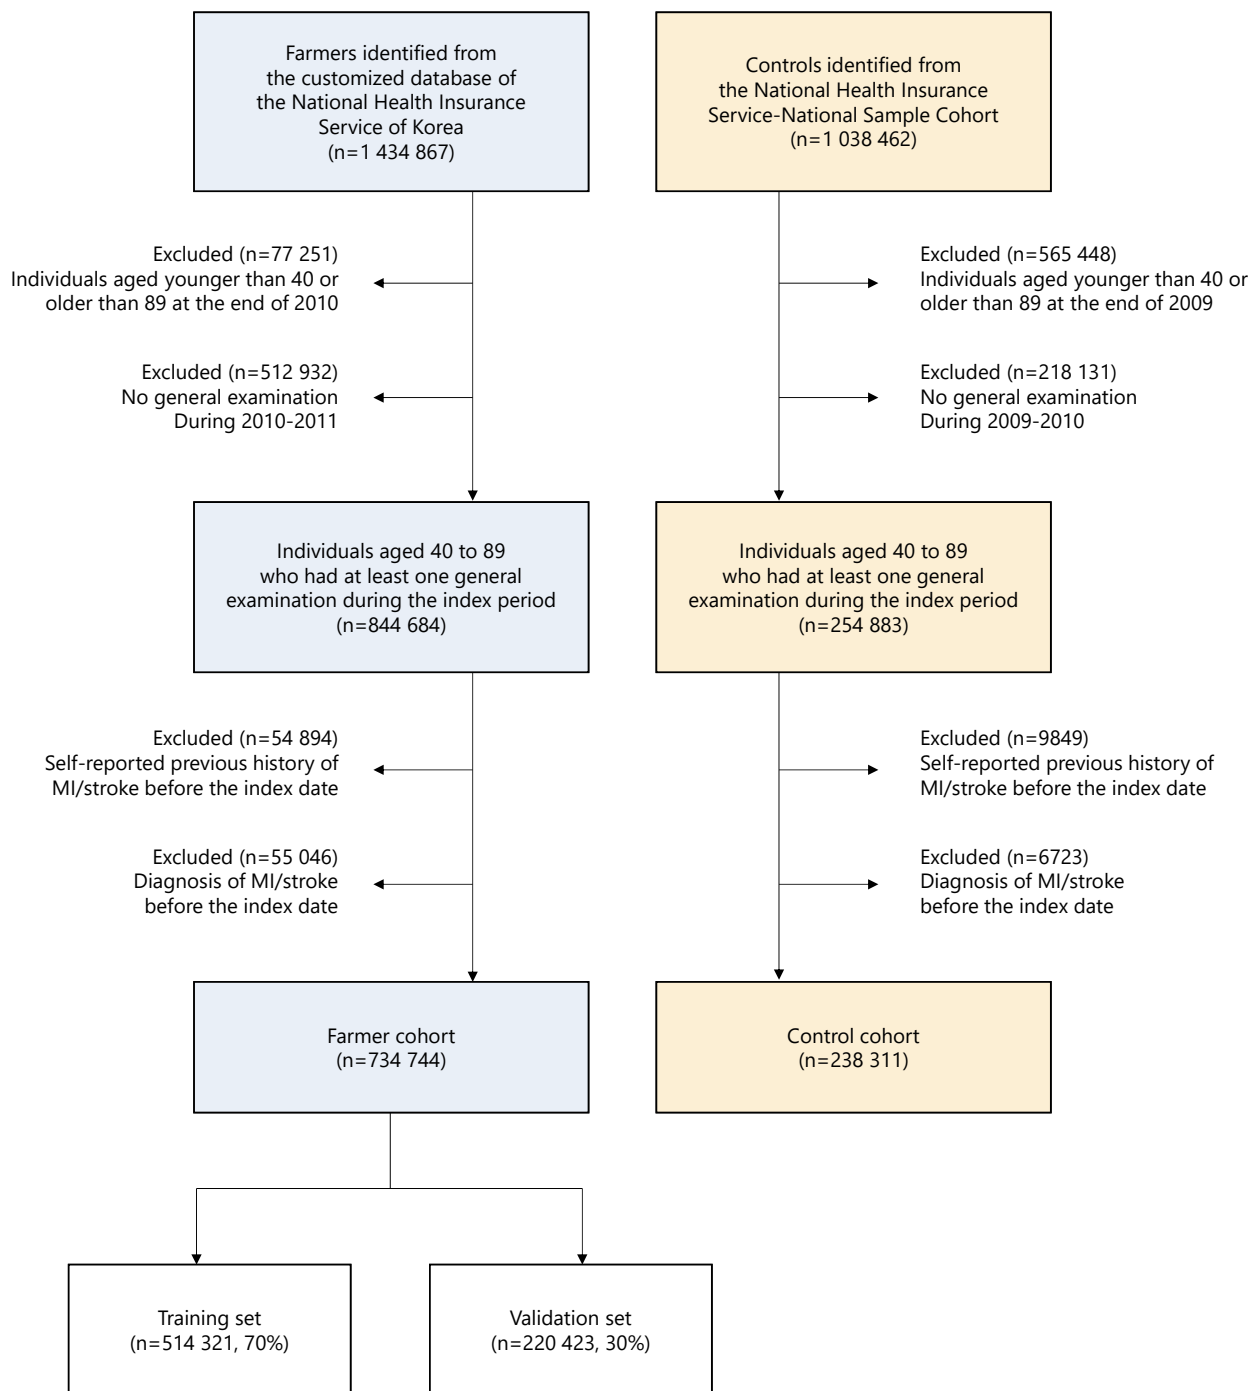 Farmers identified from
the customized database of
the National Health Insurance
Service of Korea
(n=1 434 867)
Controls identified from
the National Health Insurance
Service-National Sample Cohort
(n=1 038 462)
Excluded (n=77 251)
Individuals aged younger than 40 or
older than 89 at the end of 2010
Excluded (n=565 448)
Individuals aged younger than 40 or
older than 89 at the end of 2009
Excluded (n=512 932)
No general examination
During 2010-2011
Excluded (n=218 131)
No general examination
During 2009-2010
Individuals aged 40 to 89
who had at least one general
examination during the index period
(n=844 684)
Individuals aged 40 to 89
who had at least one general
examination during the index period
(n=254 883)
Excluded (n=54 894)
Self-reported previous history of
MI/stroke before the index date
Excluded (n=9849)
Self-reported previous history of
MI/stroke before the index date
Excluded (n=55 046)
Diagnosis of MI/stroke
before the index date
Excluded (n=6723)
Diagnosis of MI/stroke
before the index date
Farmer cohort
(n=734 744)
Control cohort
(n=238 311)
Training set
(n=514 321, 70%)
Validation set
(n=220 423, 30%)